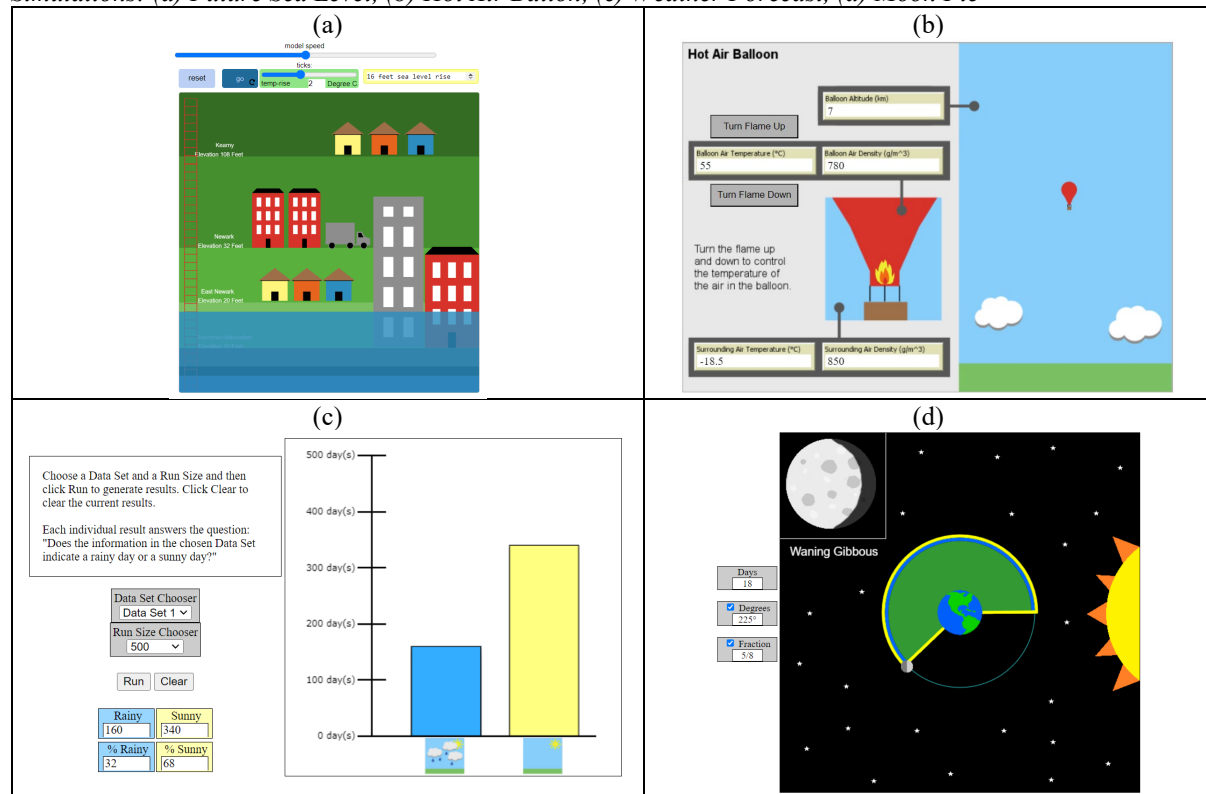 Simulations: (a) Future Sea Level, (b) Hot Air
(a)
model speed
ticks:
reset
go
temp-rise 2 Degree C
16 feet sea level rise
Kearny
Elevation 108 Feet
Newark
Elevation 32 Feet
East Newark
Elevation 20 Feet
(b)
Hot Air Balloon
Balloon Altitude (km)
7
Turn Flame Up
Balloon Air Temperature (°C)
55
Balloon Air Density (g/m^3)
780
Turn Flame Down
Turn the flame up
and down to control
the temperature of
the air in the balloon.
Surrounding Air Temperature (°C)
-18.5
Surrounding Air Density (g/m^3)
850
(c)
Choose a Data Set and a Run Size and then
click Run to generate results. Click Clear to
clear the current results.
Each individual result answers the question:
"Does the information in the chosen Data Set
indicate a rainy day or a sunny day?"
Data Set Chooser
Data Set 1
Run Size Chooser
500
Run Clear
Rainy Sunny
160 340
% Rainy % Sunny
32 68
500 day(s)
400 day(s)
300 day(s)
200 day(s)
100 day(s)
0 day(s)
(d)
Waning Gibbous
Days
18
Degrees
225°
Fraction
5/8